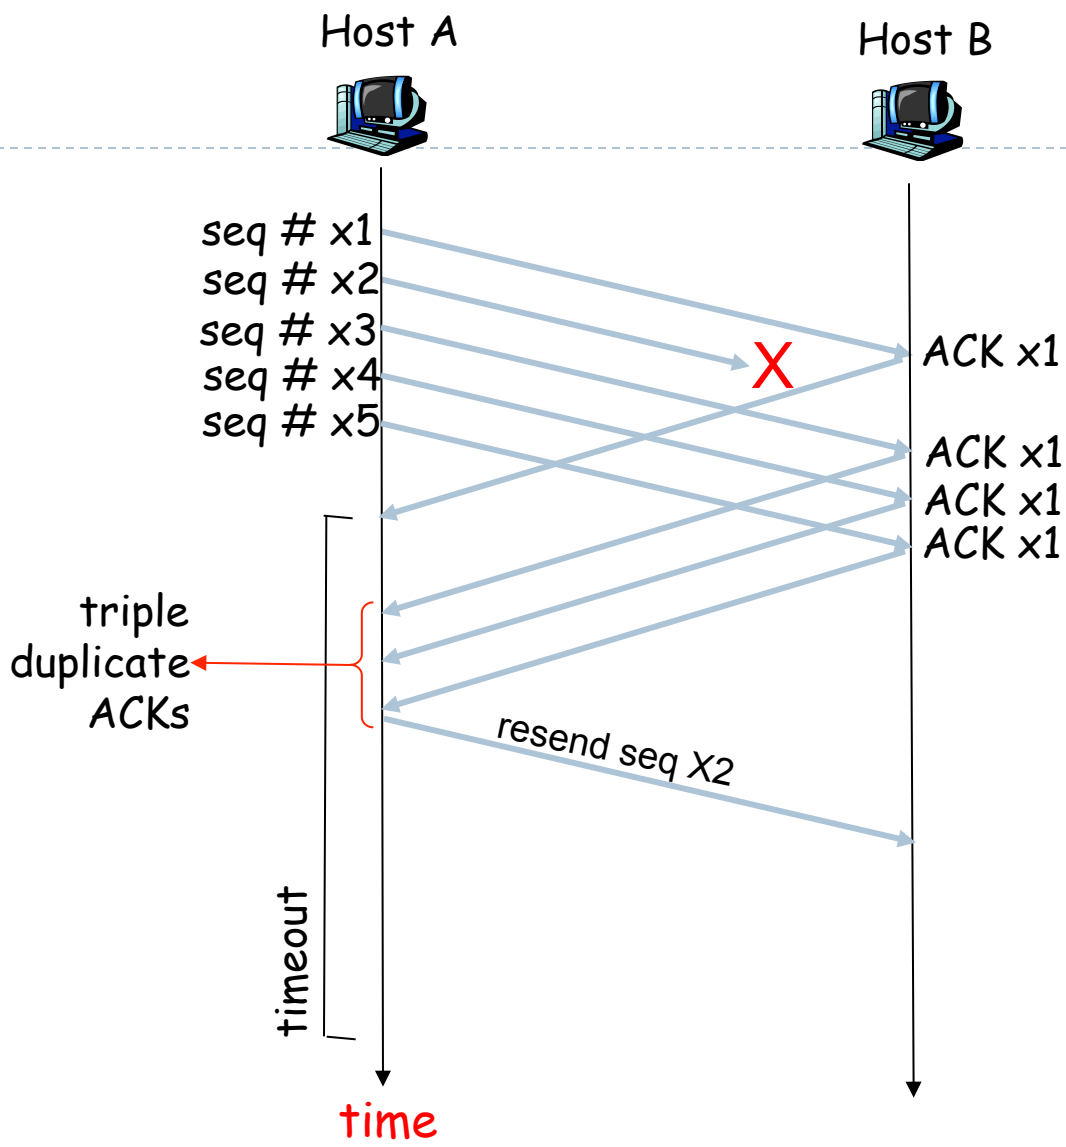 Host A
Host B
seq # x1
seq # x2
seq # x3
seq # x4
seq # x5
X
ACK x1
ACK x1
ACK x1
ACK x1
triple
duplicate
ACKs
resend seq X2
timeout
time